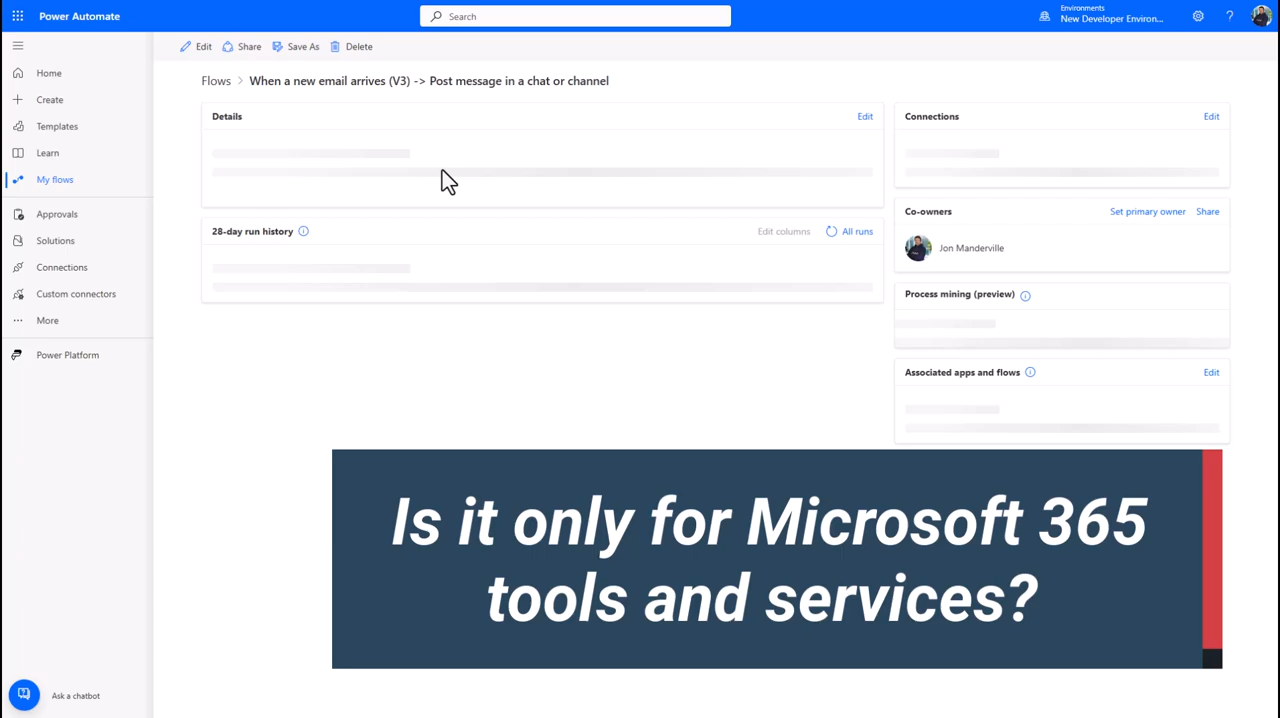 Power Automate
Search
Environments
New Developer Environ...
Edit
Share
Save As
Delete
Home
Create
Templates
Learn
My flows
Approvals
Solutions
Connections
Custom connectors
More
Power Platform
Ask a chatbot
Flows > When a new email arrives (V3) -> Post message in a chat or channel
Details
Edit
28-day run history
Edit columns
All runs
Connections
Edit
Co-owners
Set primary owner
Share
Jon Manderville
Process mining (preview)
Associated apps and flows
Edit
Is it only for Microsoft 365
tools and services?